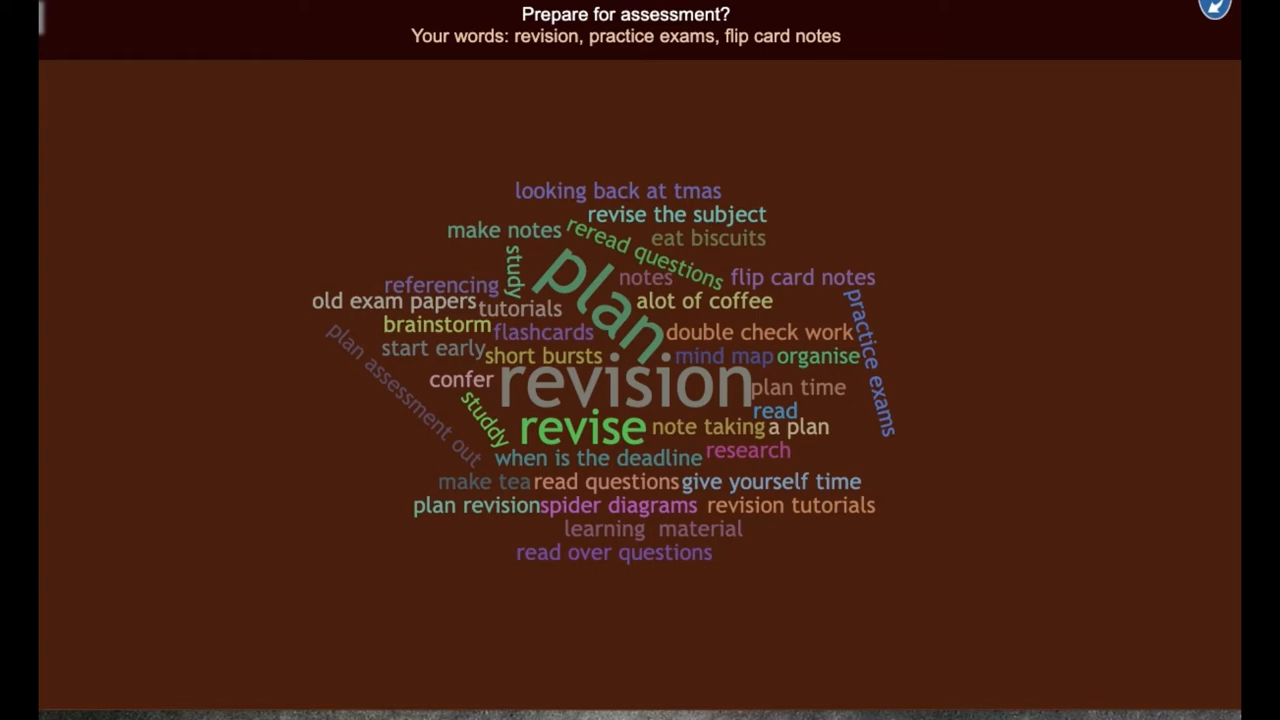 Prepare for assessment?
Your words: revision, practice exams, flip card notes
looking back at tmas
revise the subject
make notes
reread questions
eat biscuits
study
plan
notes
flip card notes
referencing
old exam papers
tutorials
alot of coffee
practice exams
brainstorm
flashcards
double check work
plan assessment out
start early
short bursts
mind map
organise
confer
revision
plan time
studdy
read
revise
note taking
a plan
when is the deadline
research
make tea
read questions
give yourself time
plan revision
spider diagrams
revision tutorials
learning material
read over questions